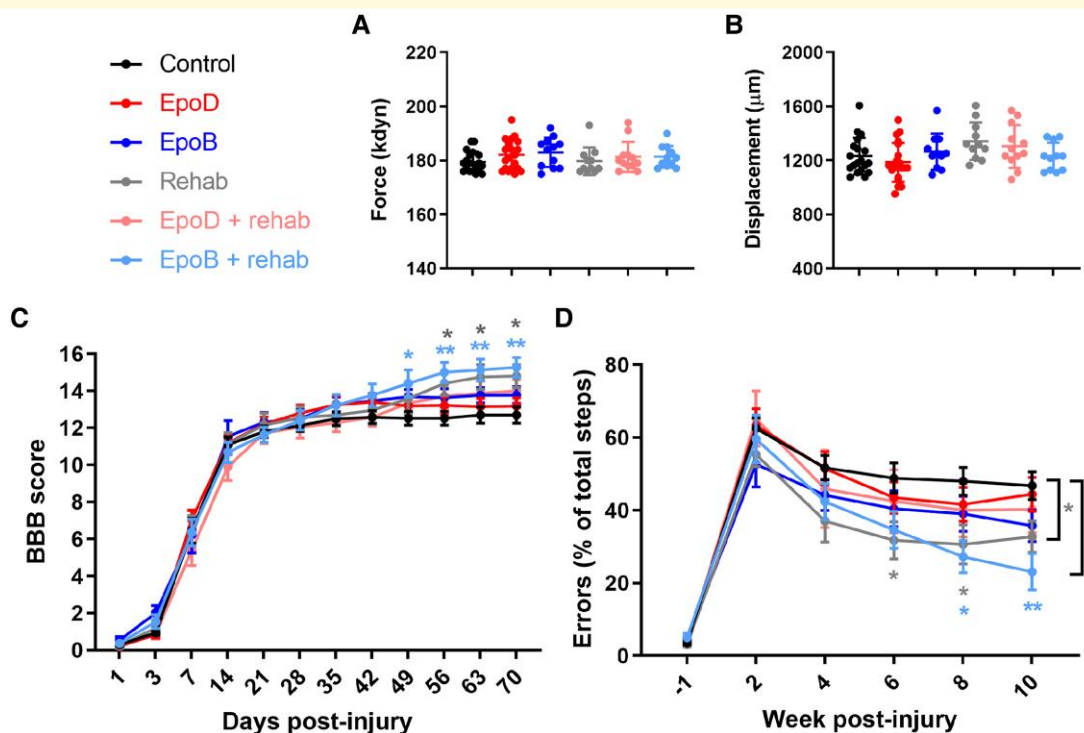 A
B
Control
EpoD
EpoB
Rehab
EpoD + rehab
EpoB + rehab
Force (kdyn)
220
200
180
160
140
Displacement (μm)
2000
1600
1200
800
400
C
D
BBB score
16
14
12
10
8
6
4
2
0
* * *
* ** ** **
1 3 7 14 21 28 35 42 49 56 63 70
Days post-injury
Errors (% of total steps)
80
60
40
20
0
*
* *
* **
-1 2 4 6 8 10
Week post-injury